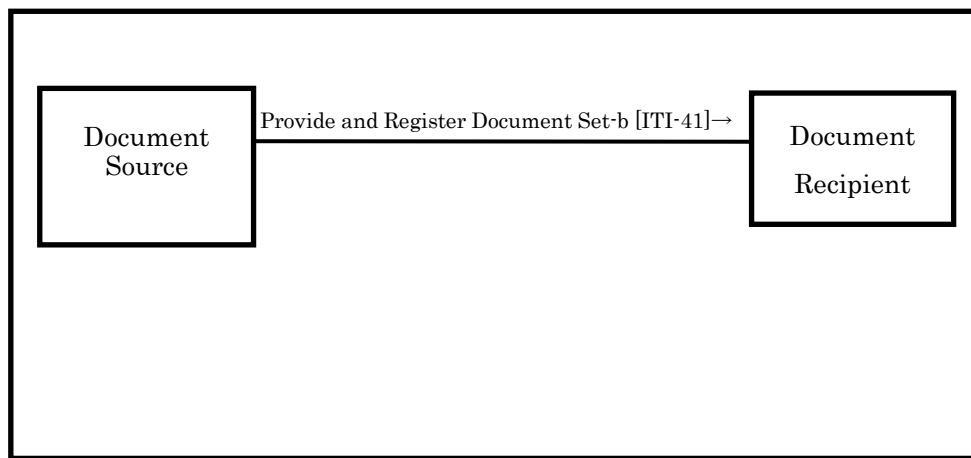 Document
Source
Provide and Register Document Set-b [ITI-41]→
Document
Recipient